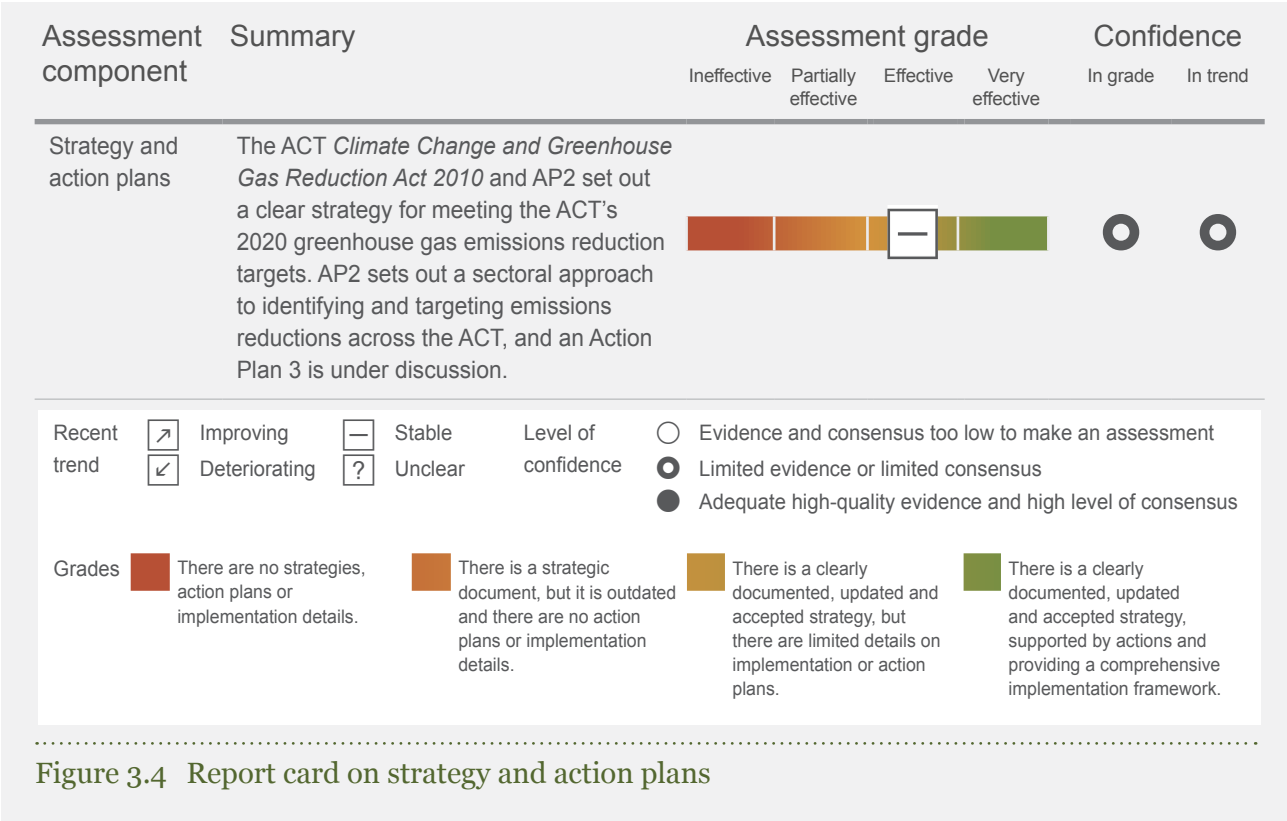 Assessment component
Summary
Assessment grade
Confidence
Ineffective
Partially effective
Effective
Very effective
In grade
In trend
Strategy and
action plans
The ACT Climate Change and Greenhouse
Gas Reduction Act 2010 and AP2 set out
a clear strategy for meeting the ACT's
2020 greenhouse gas emissions reduction
targets. AP2 sets out a sectoral approach
to identifying and targeting emissions
reductions across the ACT, and an Action
Plan 3 is under discussion.
Recent
trend
Improving
Deteriorating
Stable
? Unclear
Level of
confidence
Evidence and consensus too low to make an assessment
Limited evidence or limited consensus
Adequate high-quality evidence and high level of consensus
Grades
There are no strategies,
action plans or
implementation details.
There is a strategic
document, but it is outdated
and there are no action
plans or implementation
details.
There is a clearly
documented, updated and
accepted strategy, but
there are limited details on
implementation or action
plans.
There is a clearly
documented, updated
and accepted strategy,
supported by actions and
providing a comprehensive
implementation framework.
Figure 3.4 Report card on strategy and action plans